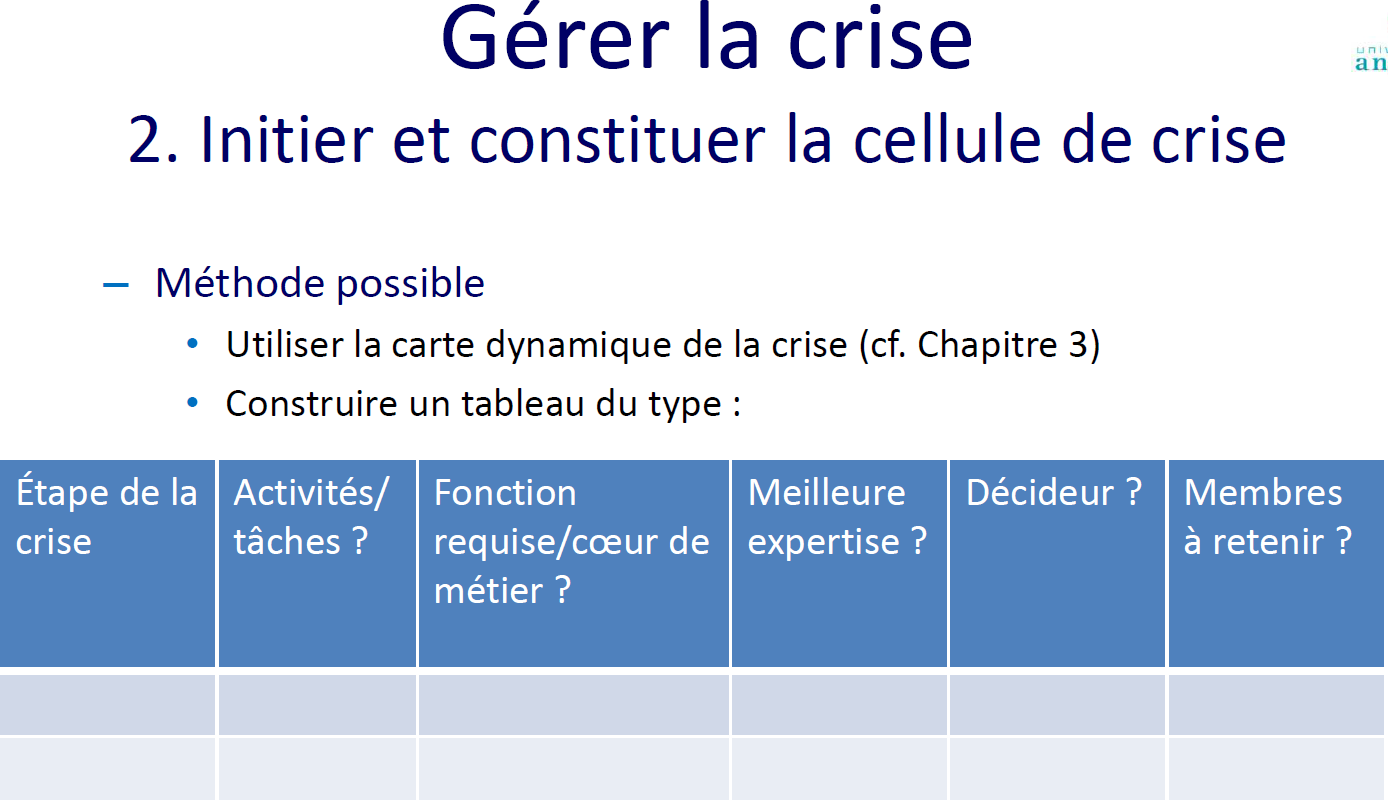 Gérer la crise
2. Initier et constituer la cellule de crise
– Méthode possible
• Utiliser la carte dynamique de la crise (cf. Chapitre 3)
• Construire un tableau du type :
Étape de la crise
Activités/ tâches ?
Fonction requise/cœur de métier ?
Meilleure expertise ?
Décideur ?
Membres à retenir ?